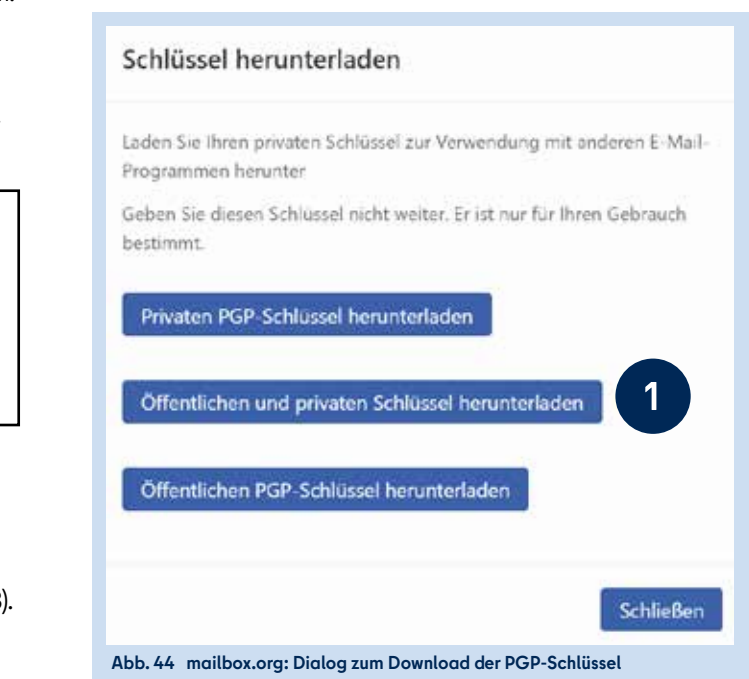 Schlüssel herunterladen
Laden Sie Ihren privaten Schlüssel zur Verwendung mit anderen E-Mail-
Programmen herunter
Geben Sie diesen Schlüssel nicht weiter. Er ist nur für Ihren Gebrauch
bestimmt.
Privaten PGP-Schlüssel herunterladen
Öffentlichen und privaten Schlüssel herunterladen
1
Öffentlichen PGP-Schlüssel herunterladen
).
Schließen
Abb. 44 mailbox.org: Dialog zum Download der PGP-Schlüssel